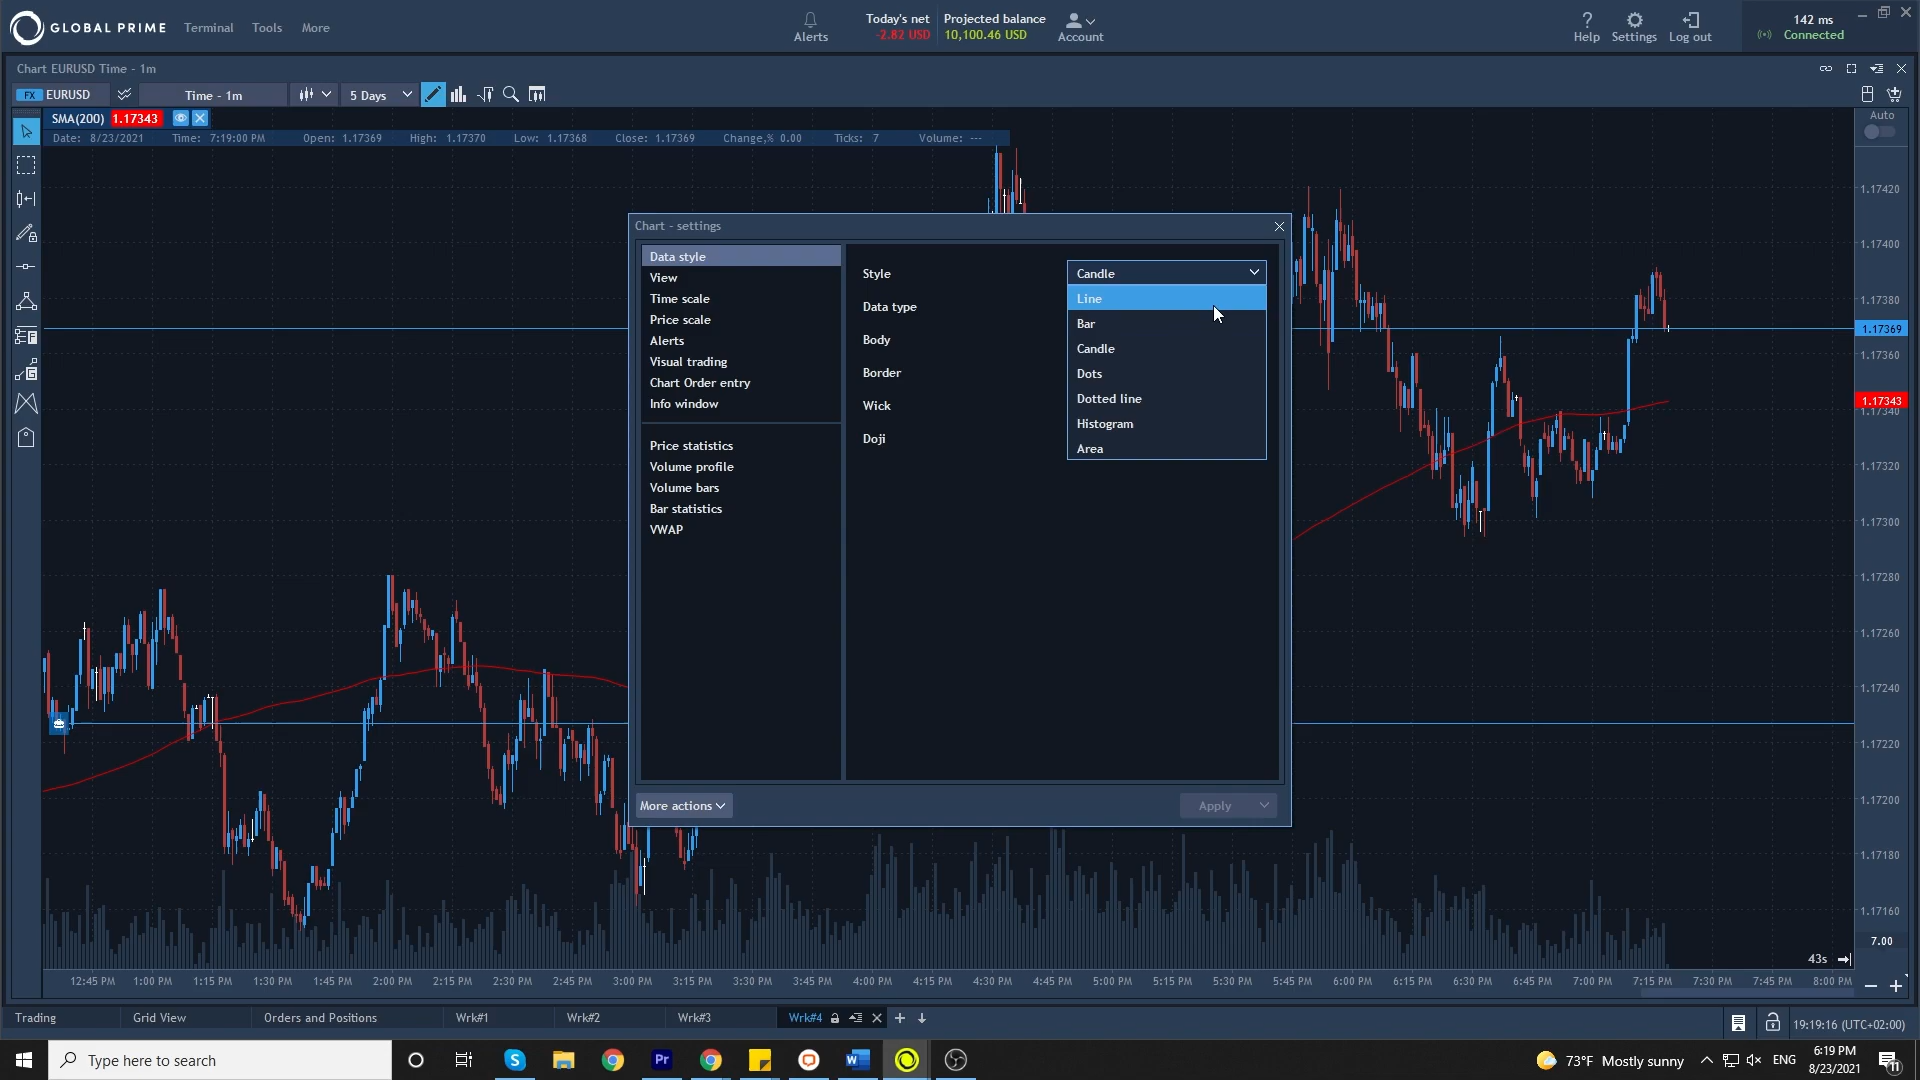 GLOBAL PRIME Terminal Tools More
Alerts
Today's net
-2.82 USD
Projected balance
10,100.46 USD
Account
Help Settings Log out
142 ms
Connected
Chart EURUSD Time - 1m
FX EURUSD Time - 1m 5 Days
SMA(200) 1.17343
Auto
Date: 8/23/2021 Time: 7:19:00 PM Open: 1.17369 High: 1.17370 Low: 1.17368 Close: 1.17369 Change,% 0.00 Ticks: 7 Volume: ---
Chart - settings
Data style
View
Time scale
Price scale
Alerts
Visual trading
Chart Order entry
Info window
Price statistics
Volume profile
Volume bars
Bar statistics
VWAP
Style
Data type
Body
Border
Wick
Doji
Candle
Line
Bar
Candle
Dots
Dotted line
Histogram
Area
More actions
Apply
1.17420
1.17400
1.17380
1.17369
1.17360
1.17343
1.17340
1.17320
1.17300
1.17280
1.17260
1.17240
1.17220
1.17200
1.17180
1.17160
7.00
43s
12:45 PM 1:00 PM 1:15 PM 1:30 PM 1:45 PM 2:00 PM 2:15 PM 2:30 PM 2:45 PM 3:00 PM 3:15 PM 3:30 PM 3:45 PM 4:00 PM 4:15 PM 4:30 PM 4:45 PM 5:00 PM 5:15 PM 5:30 PM 5:45 PM 6:00 PM 6:15 PM 6:30 PM 6:45 PM 7:00 PM 7:15 PM 7:30 PM 7:45 PM 8:00 PM
Trading Grid View Orders and Positions Wrk#1 Wrk#2 Wrk#3 Wrk#4
19:19:16 (UTC+02:00)
Type here to search
Pr
73°F Mostly sunny
ENG
6:19 PM
8/23/2021
11